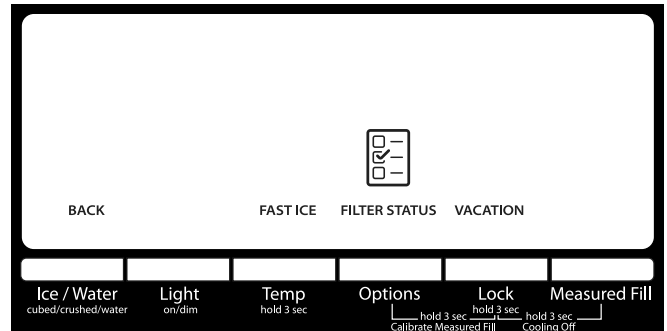 BACK FAST ICE FILTER STATUS VACATION
Ice / Water Light Temp Options Lock Measured Fill
cubed/crushed/water on/dim hold 3 sec hold 3 sec
hold 3 sec hold 3 sec
Calibrate Measured Fill Cooling Off